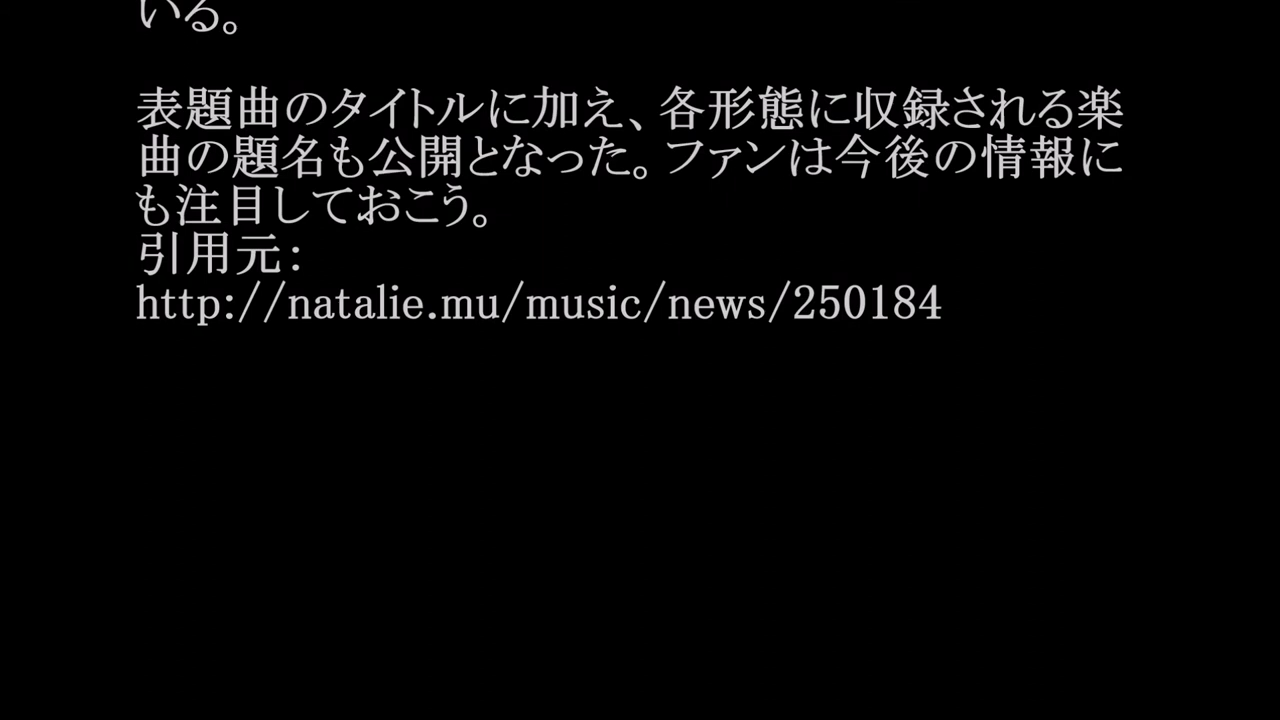 いる。
表題曲のタイトルに加え、各形態に収録される楽
曲の題名も公開となった。ファンは今後の情報に
も注目しておこう。
引用元：
http://natalie.mu/music/news/250184